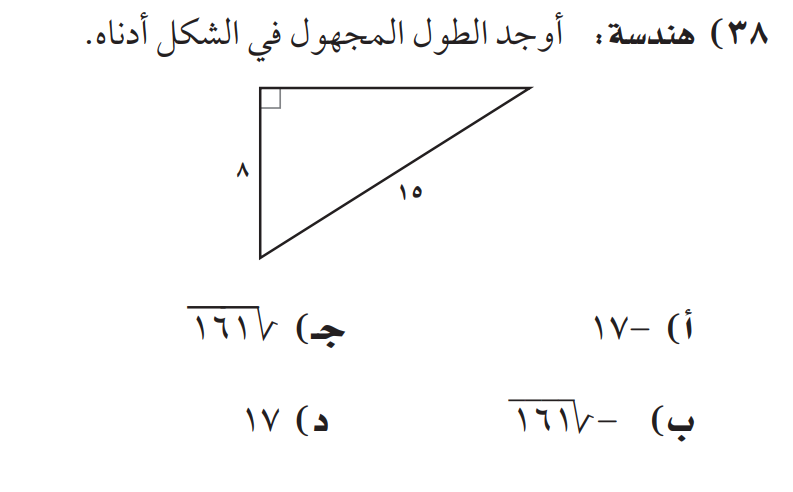 ٣٨) هندسة: أوجد الطول المجهول في الشكل أدناه.
٨
١٥
أ) –١٧
جـ) √١٦١
ب) –√١٦١
د) ١٧